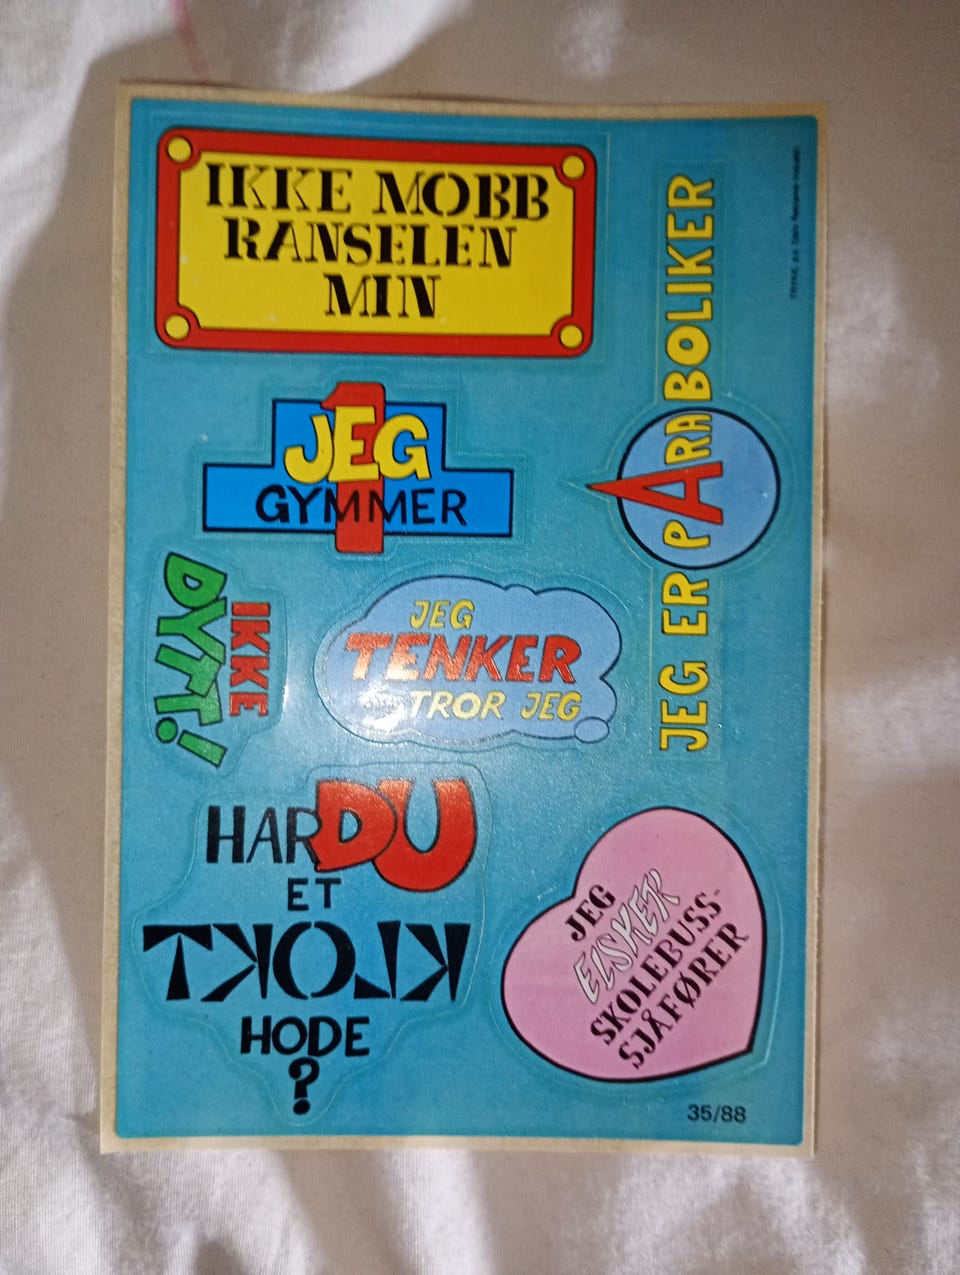 IKKE MOBB
RANSELEN
MIN
JEG ER PARABOLIKER
1
JEG
GYMMER
IKKE
DYTT!
JEG
TENKER
TROR JEG
HAR DU
ET
KLOKT
HODE
?
JEG
ELSKER
SKOLEBUSS-
SJÅFØRER
35/88